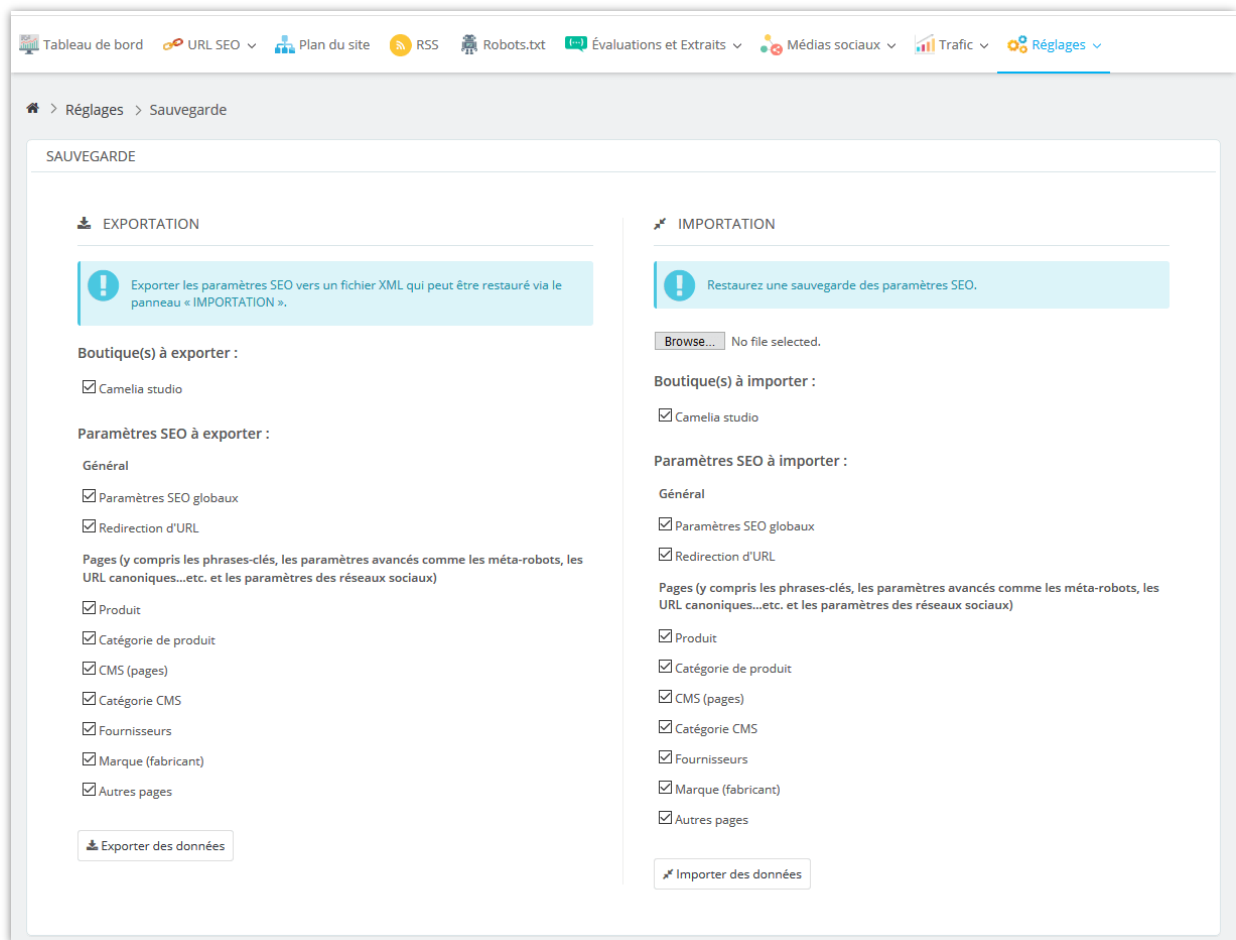 Tableau de bord URL SEO Plan du site RSS Robots.txt Évaluations et Extraits Médias sociaux Trafic Réglages
> Réglages > Sauvegarde
SAUVEGARDE
EXPORTATION
Exporter les paramètres SEO vers un fichier XML qui peut être restauré via le
panneau « IMPORTATION ».
Boutique(s) à exporter :
Camelia studio
Paramètres SEO à exporter :
Général
Paramètres SEO globaux
Redirection d'URL
Pages (y compris les phrases-clés, les paramètres avancés comme les méta-robots, les
URL canoniques...etc. et les paramètres des réseaux sociaux)
Produit
Catégorie de produit
CMS (pages)
Catégorie CMS
Fournisseurs
Marque (fabricant)
Autres pages
Exporter des données
IMPORTATION
Restaurez une sauvegarde des paramètres SEO.
Browse... No file selected.
Boutique(s) à importer :
Camelia studio
Paramètres SEO à importer :
Général
Paramètres SEO globaux
Redirection d'URL
Pages (y compris les phrases-clés, les paramètres avancés comme les méta-robots, les
URL canoniques...etc. et les paramètres des réseaux sociaux)
Produit
Catégorie de produit
CMS (pages)
Catégorie CMS
Fournisseurs
Marque (fabricant)
Autres pages
Importer des données